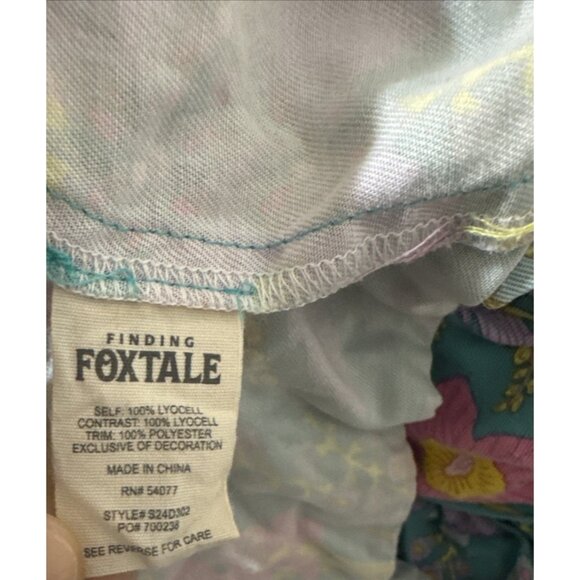 FINDING
FOXTALE
SELF: 100% LYOCELL
CONTRAST: 100% LYOCELL
TRIM: 100% POLYESTER
EXCLUSIVE OF DECORATION
MADE IN CHINA
RN# 54077
STYLE# S24D302
PO# 700238
SEE REVERSE FOR CARE